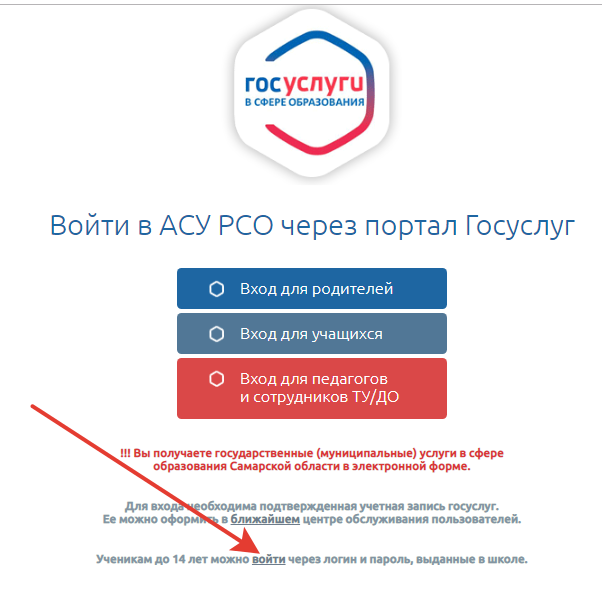 госуслуги
В СФЕРЕ ОБРАЗОВАНИЯ
Войти в АСУ РСО через портал Госуслуг
Вход для родителей
Вход для учащихся
Вход для педагогов
и сотрудников ТУ/ДО
!!! Вы получаете государственные (муниципальные) услуги в сфере
образования Самарской области в электронной форме.
Для входа необходима подтвержденная учетная запись госуслуг.
Ее можно оформить в ближайшем центре обслуживания пользователей.
Ученикам до 14 лет можно войти через логин и пароль, выданные в школе.